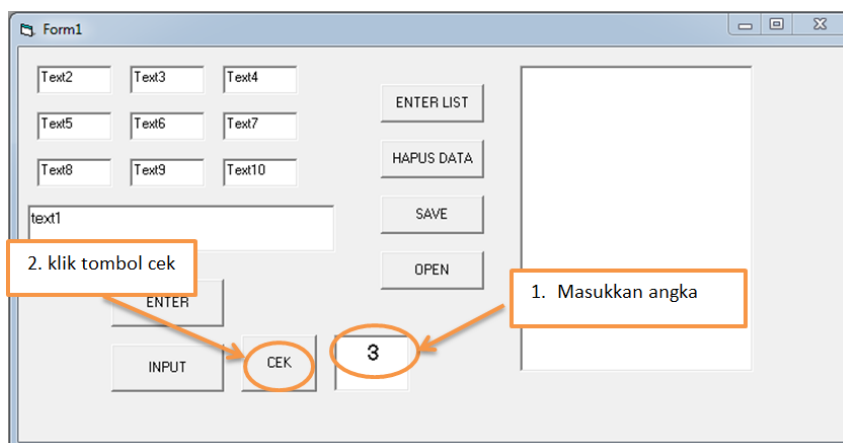 Form1
Text2 Text3 Text4
ENTER LIST
Text5 Text6 Text7
HAPUS DATA
Text8 Text9 Text10
text1
SAVE
2. klik tombol cek
OPEN
1. Masukkan angka
ENTER
INPUT
CEK
3